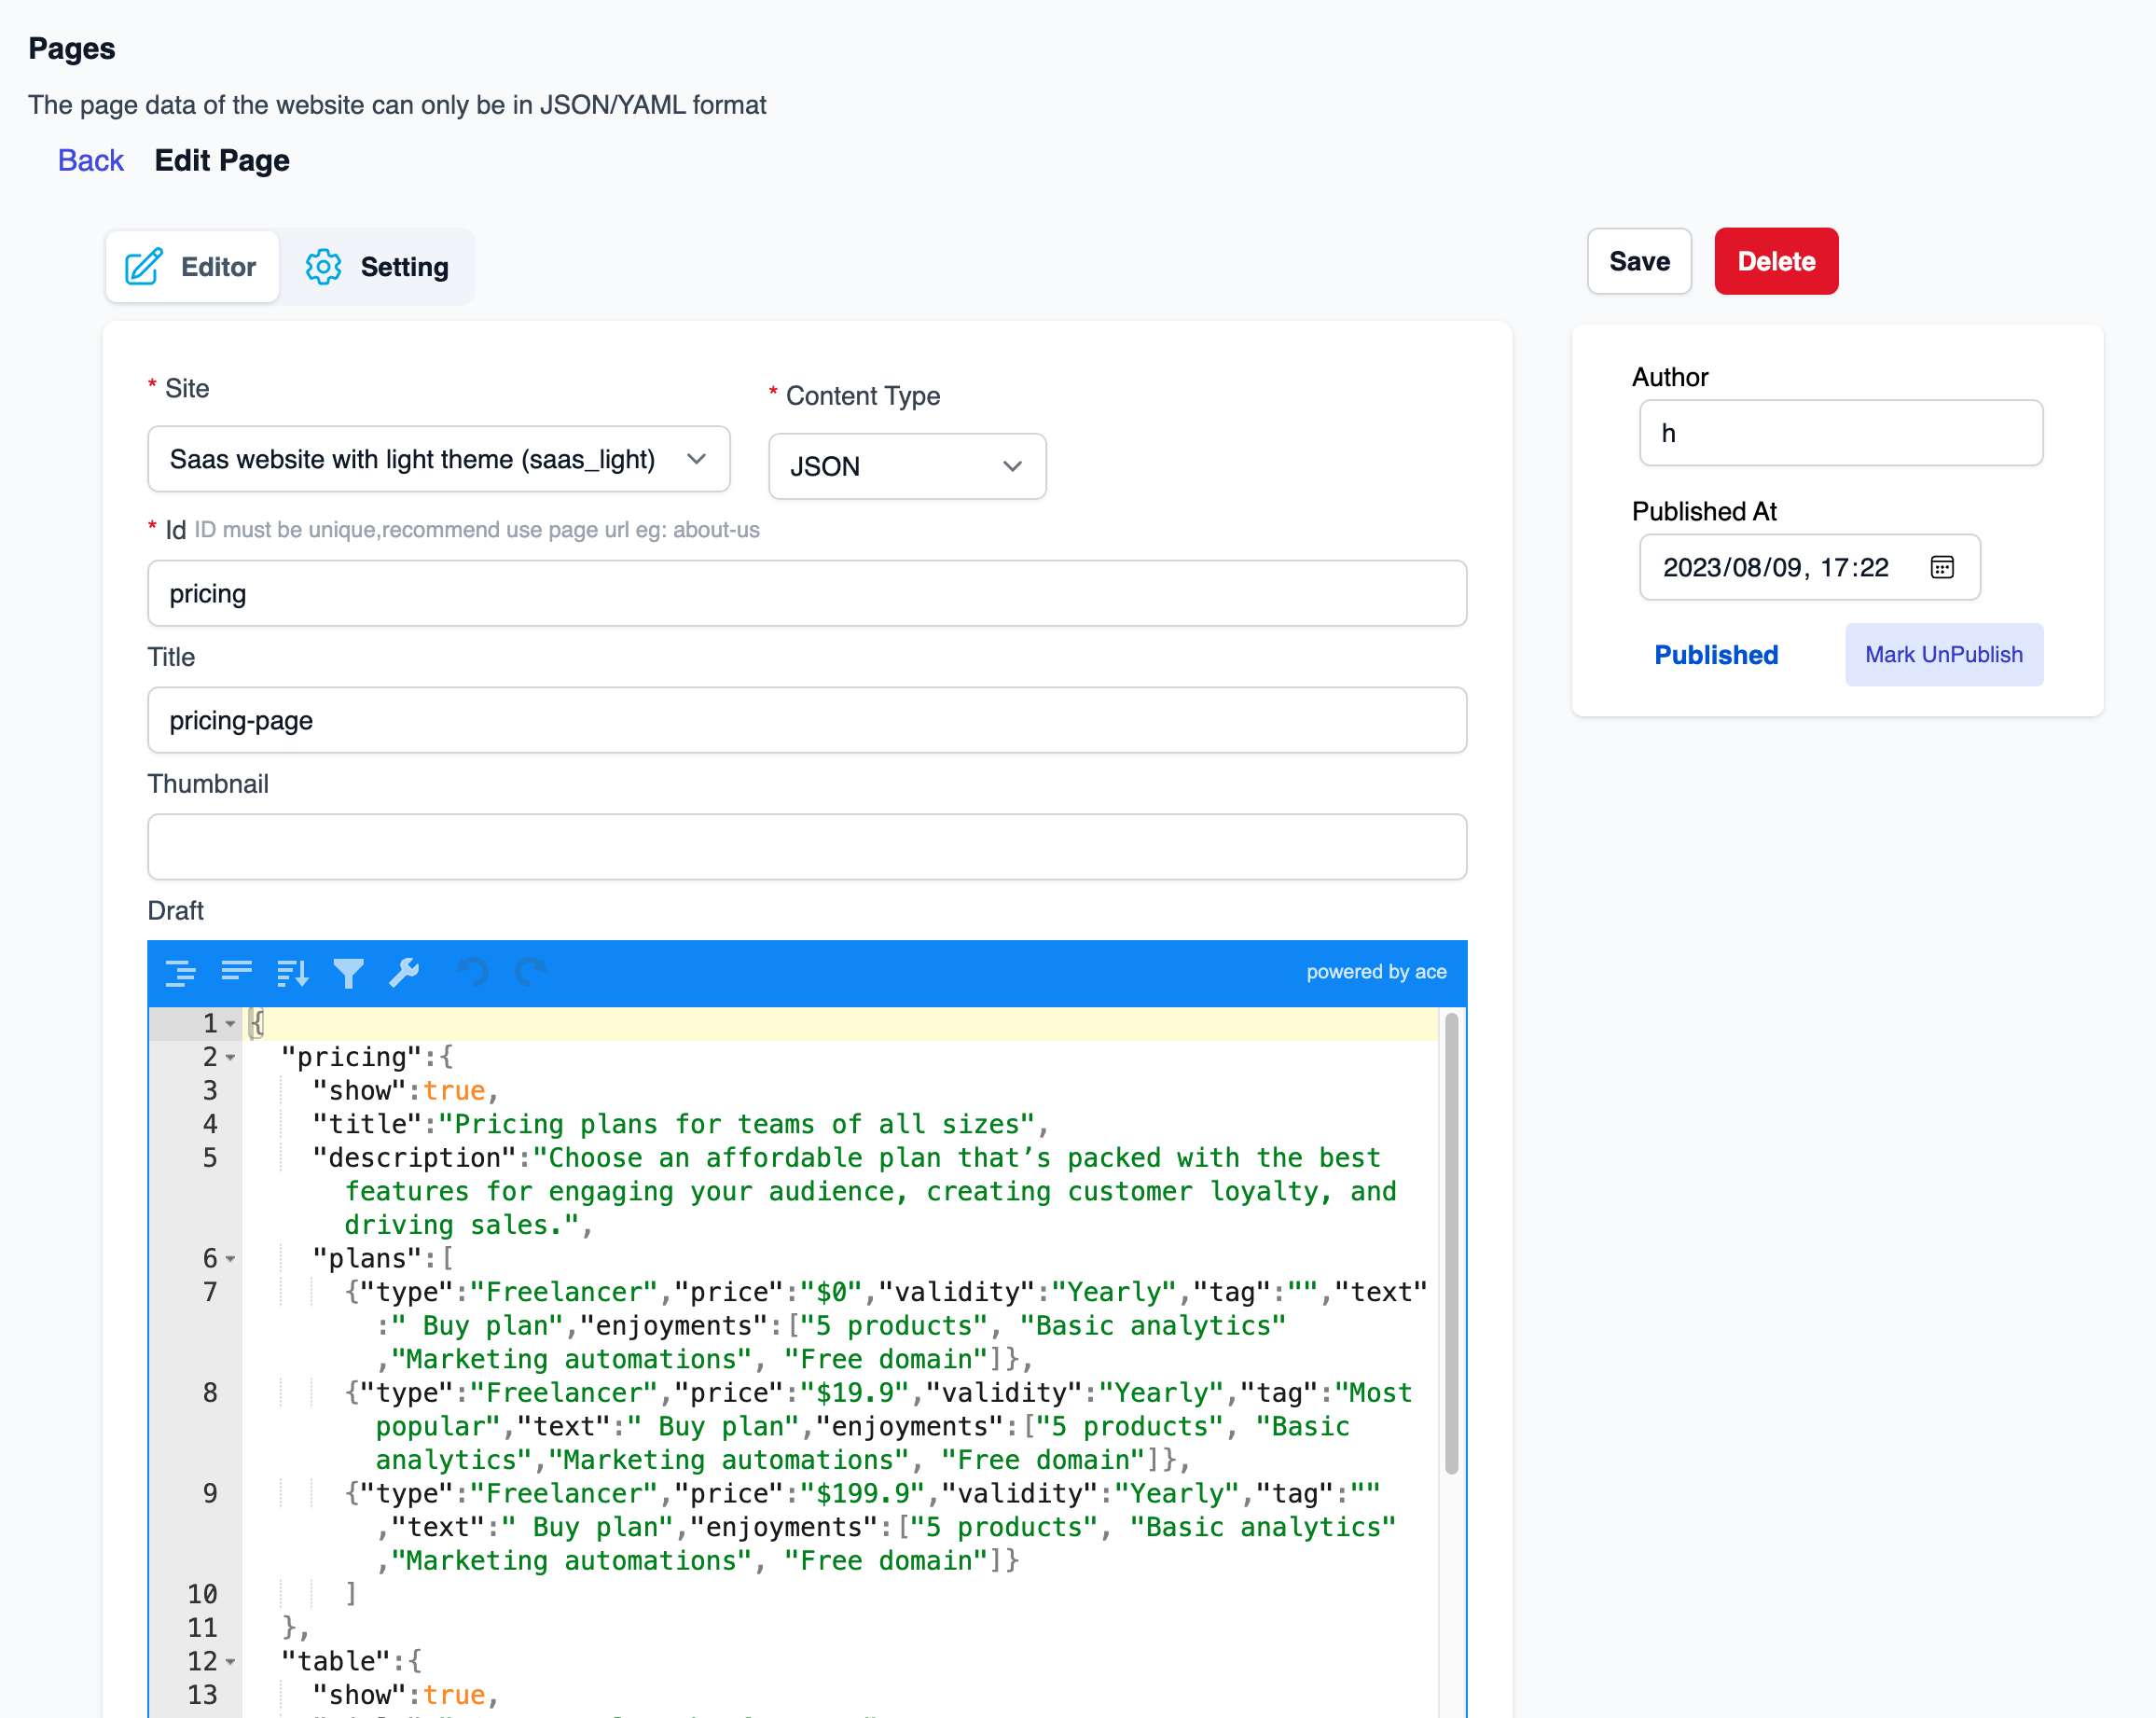 Pages
The page data of the website can only be in JSON/YAML format
Back Edit Page
Editor Setting
Save Delete
* Site
* Content Type
Saas website with light theme (saas_light)
JSON
* Id ID must be unique,recommend use page url eg: about-us
pricing
Title
pricing-page
Thumbnail
Draft
powered by ace
1 {
2 "pricing":{
3 "show":true,
4 "title":"Pricing plans for teams of all sizes",
5 "description":"Choose an affordable plan that’s packed with the best
features for engaging your audience, creating customer loyalty, and
driving sales.",
6 "plans":[
7 {"type":"Freelancer","price":"$0","validity":"Yearly","tag":"","text"
:" Buy plan","enjoyments":["5 products", "Basic analytics"
,"Marketing automations", "Free domain"]},
8 {"type":"Freelancer","price":"$19.9","validity":"Yearly","tag":"Most
popular","text":" Buy plan","enjoyments":["5 products", "Basic
analytics","Marketing automations", "Free domain"]},
9 {"type":"Freelancer","price":"$199.9","validity":"Yearly","tag":""
,"text":" Buy plan","enjoyments":["5 products", "Basic analytics"
,"Marketing automations", "Free domain"]}
10 ]
11 },
12 "table":{
13 "show":true,
Author
h
Published At
2023/08/09, 17:22
Published
Mark UnPublish